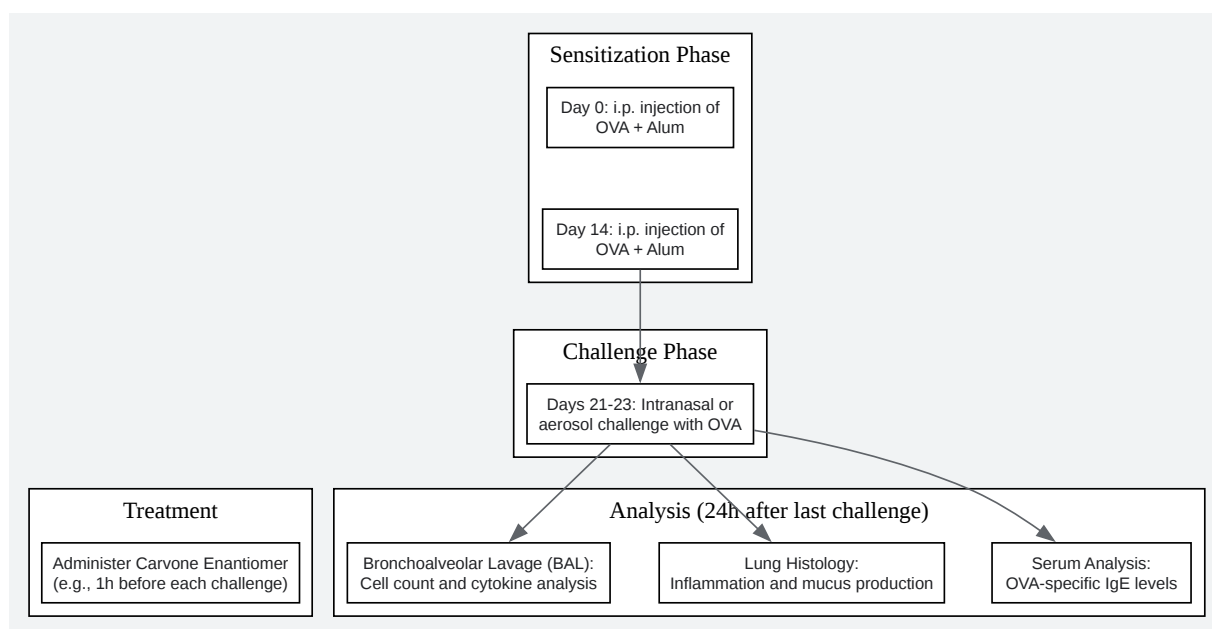 Sensitization Phase
Day 0: i.p. injection of
OVA + Alum
Day 14: i.p. injection of
OVA + Alum
Challenge Phase
Days 21-23: Intranasal or
aerosol challenge with OVA
Treatment
Administer Carvone Enantiomer
(e.g., 1h before each challenge)
Analysis (24h after last challenge)
Bronchoalveolar Lavage (BAL):
Cell count and cytokine analysis
Lung Histology:
Inflammation and mucus production
Serum Analysis:
OVA-specific IgE levels